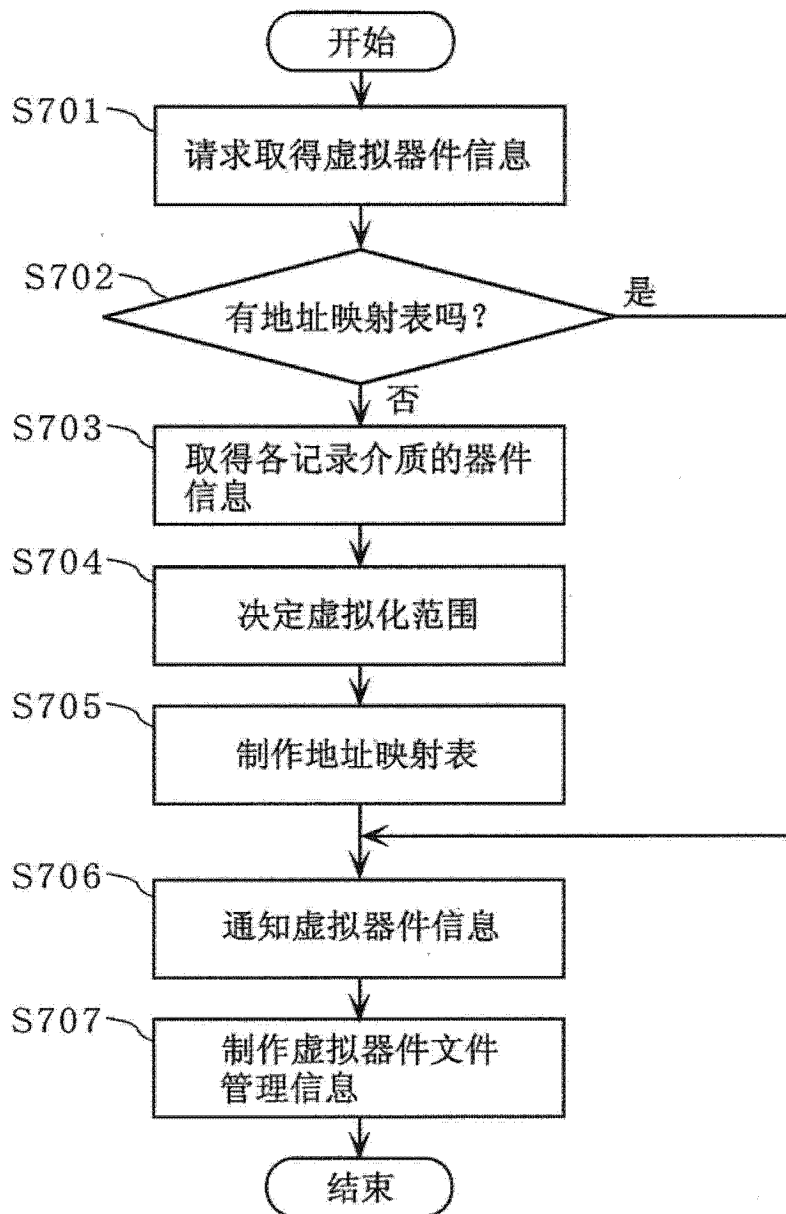 开始
S701
请求取得虚拟器件信息
S702
有地址映射表吗?
是
否
S703
取得各记录介质的器件
信息
S704
决定虚拟化范围
S705
制作地址映射表
S706
通知虚拟器件信息
S707
制作虚拟器件文件
管理信息
结束